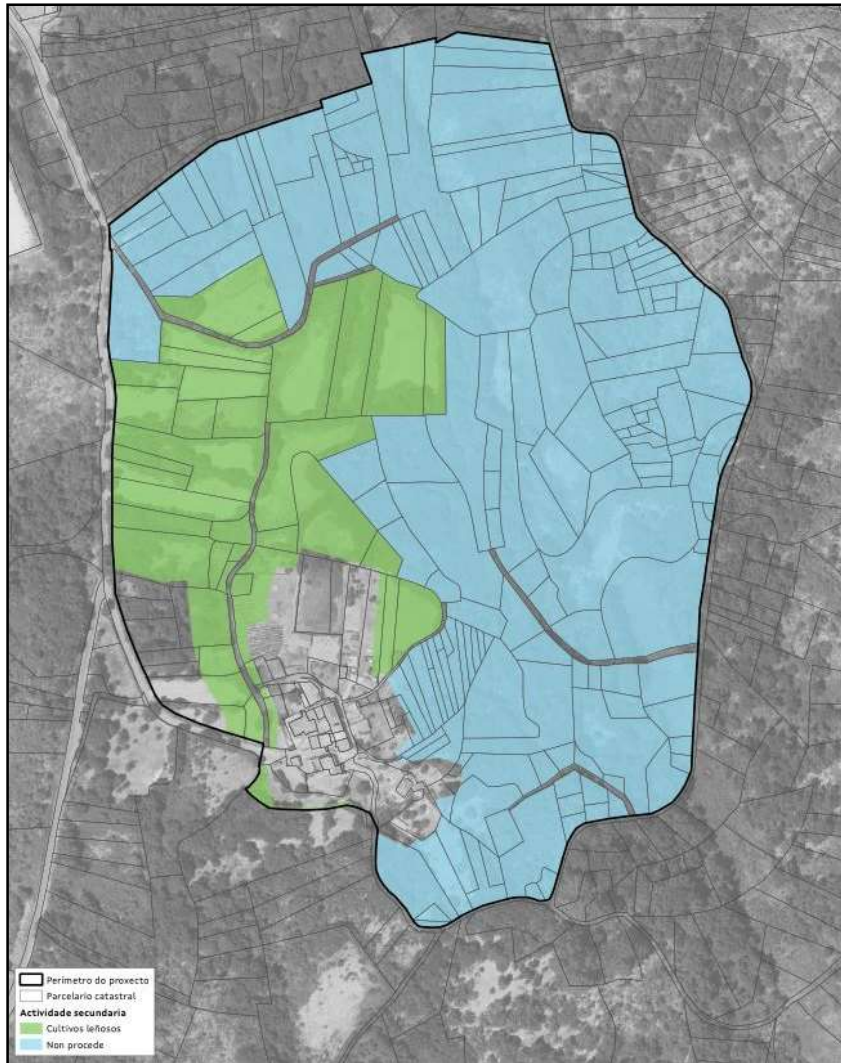 Perímetro do proxecto
Parcelario catastral
Actividade secundaria
Cultivos leñosos
Non procede